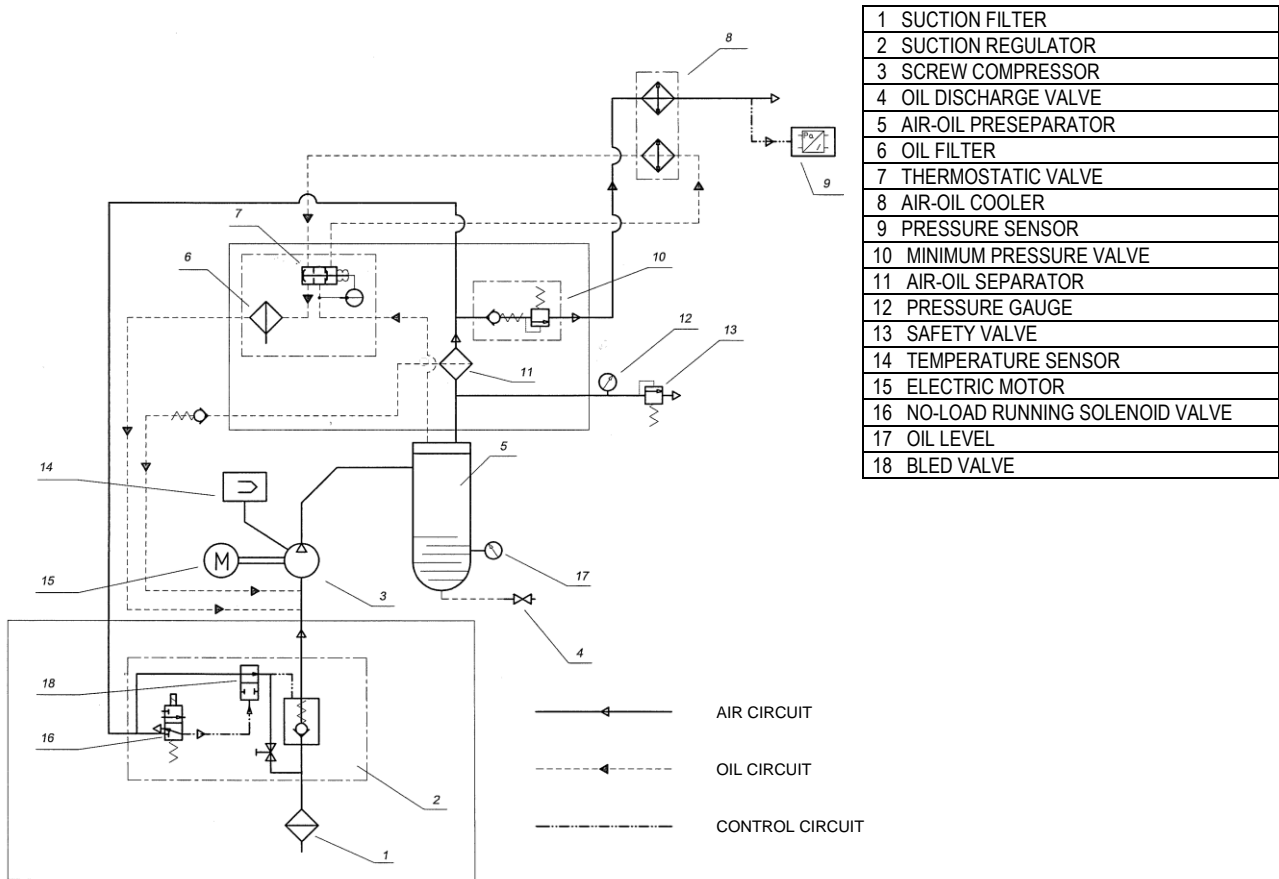 1 SUCTION FILTER
2 SUCTION REGULATOR
3 SCREW COMPRESSOR
4 OIL DISCHARGE VALVE
5 AIR-OIL PRESEPARATOR
6 OIL FILTER
7 THERMOSTATIC VALVE
8 AIR-OIL COOLER
9 PRESSURE SENSOR
10 MINIMUM PRESSURE VALVE
11 AIR-OIL SEPARATOR
12 PRESSURE GAUGE
13 SAFETY VALVE
14 TEMPERATURE SENSOR
15 ELECTRIC MOTOR
16 NO-LOAD RUNNING SOLENOID VALVE
17 OIL LEVEL
18 BLED VALVE
8
9
7
6
10
12
13
11
5
14
M
15
3
17
4
18
16
2
1
AIR CIRCUIT
OIL CIRCUIT
CONTROL CIRCUIT